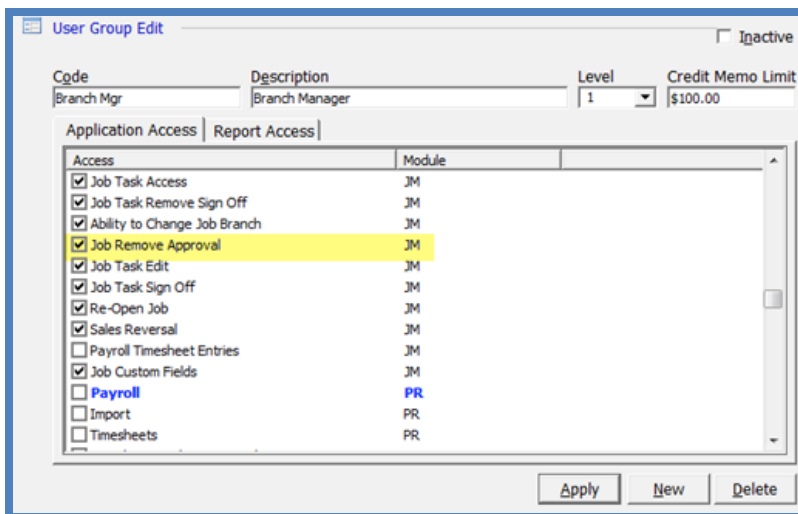 User Group Edit
Inactive
Code Description Level Credit Memo Limit
Branch Mgr Branch Manager 1 $100.00
Application Access Report Access
Access Module
Job Task Access JM
Job Task Remove Sign Off JM
Ability to Change Job Branch JM
Job Remove Approval JM
Job Task Edit JM
Job Task Sign Off JM
Re-Open Job JM
Sales Reversal JM
Payroll Timesheet Entries JM
Job Custom Fields JM
Payroll PR
Import PR
Timesheets PR
Apply New Delete